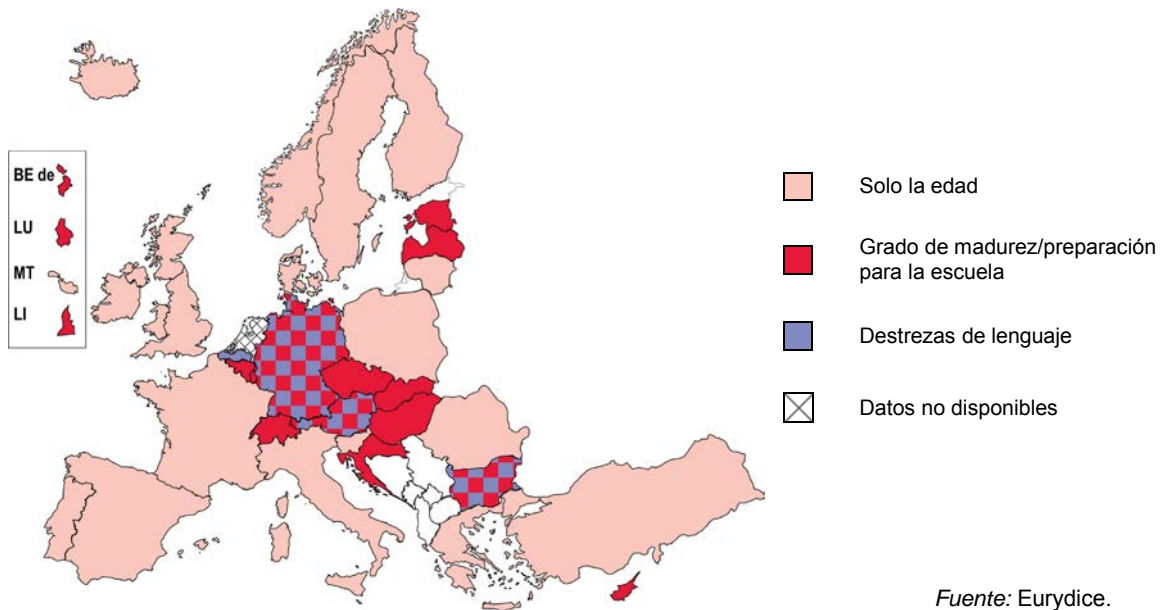 BE de
LU
MT
LI
Solo la edad
Grado de madurez/preparación
para la escuela
Destrezas de lenguaje
Datos no disponibles
Fuente: Eurydice.